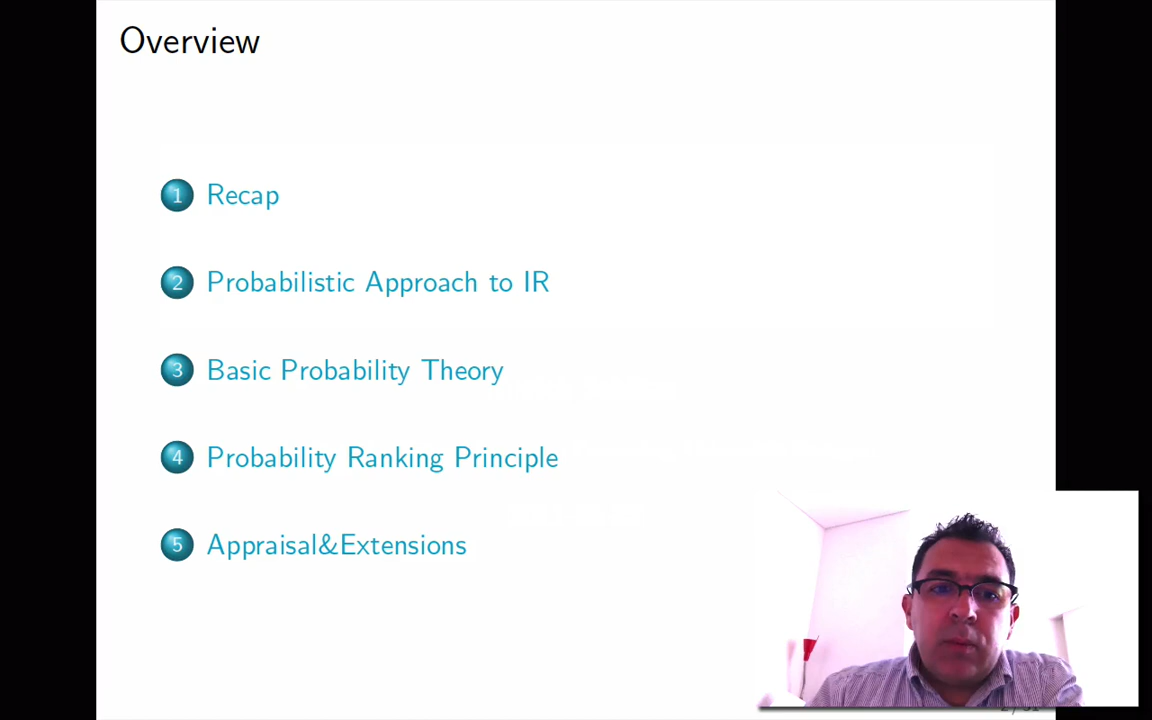 Overview
1 Recap
2 Probabilistic Approach to IR
3 Basic Probability Theory
4 Probability Ranking Principle
5 Appraisal&Extensions